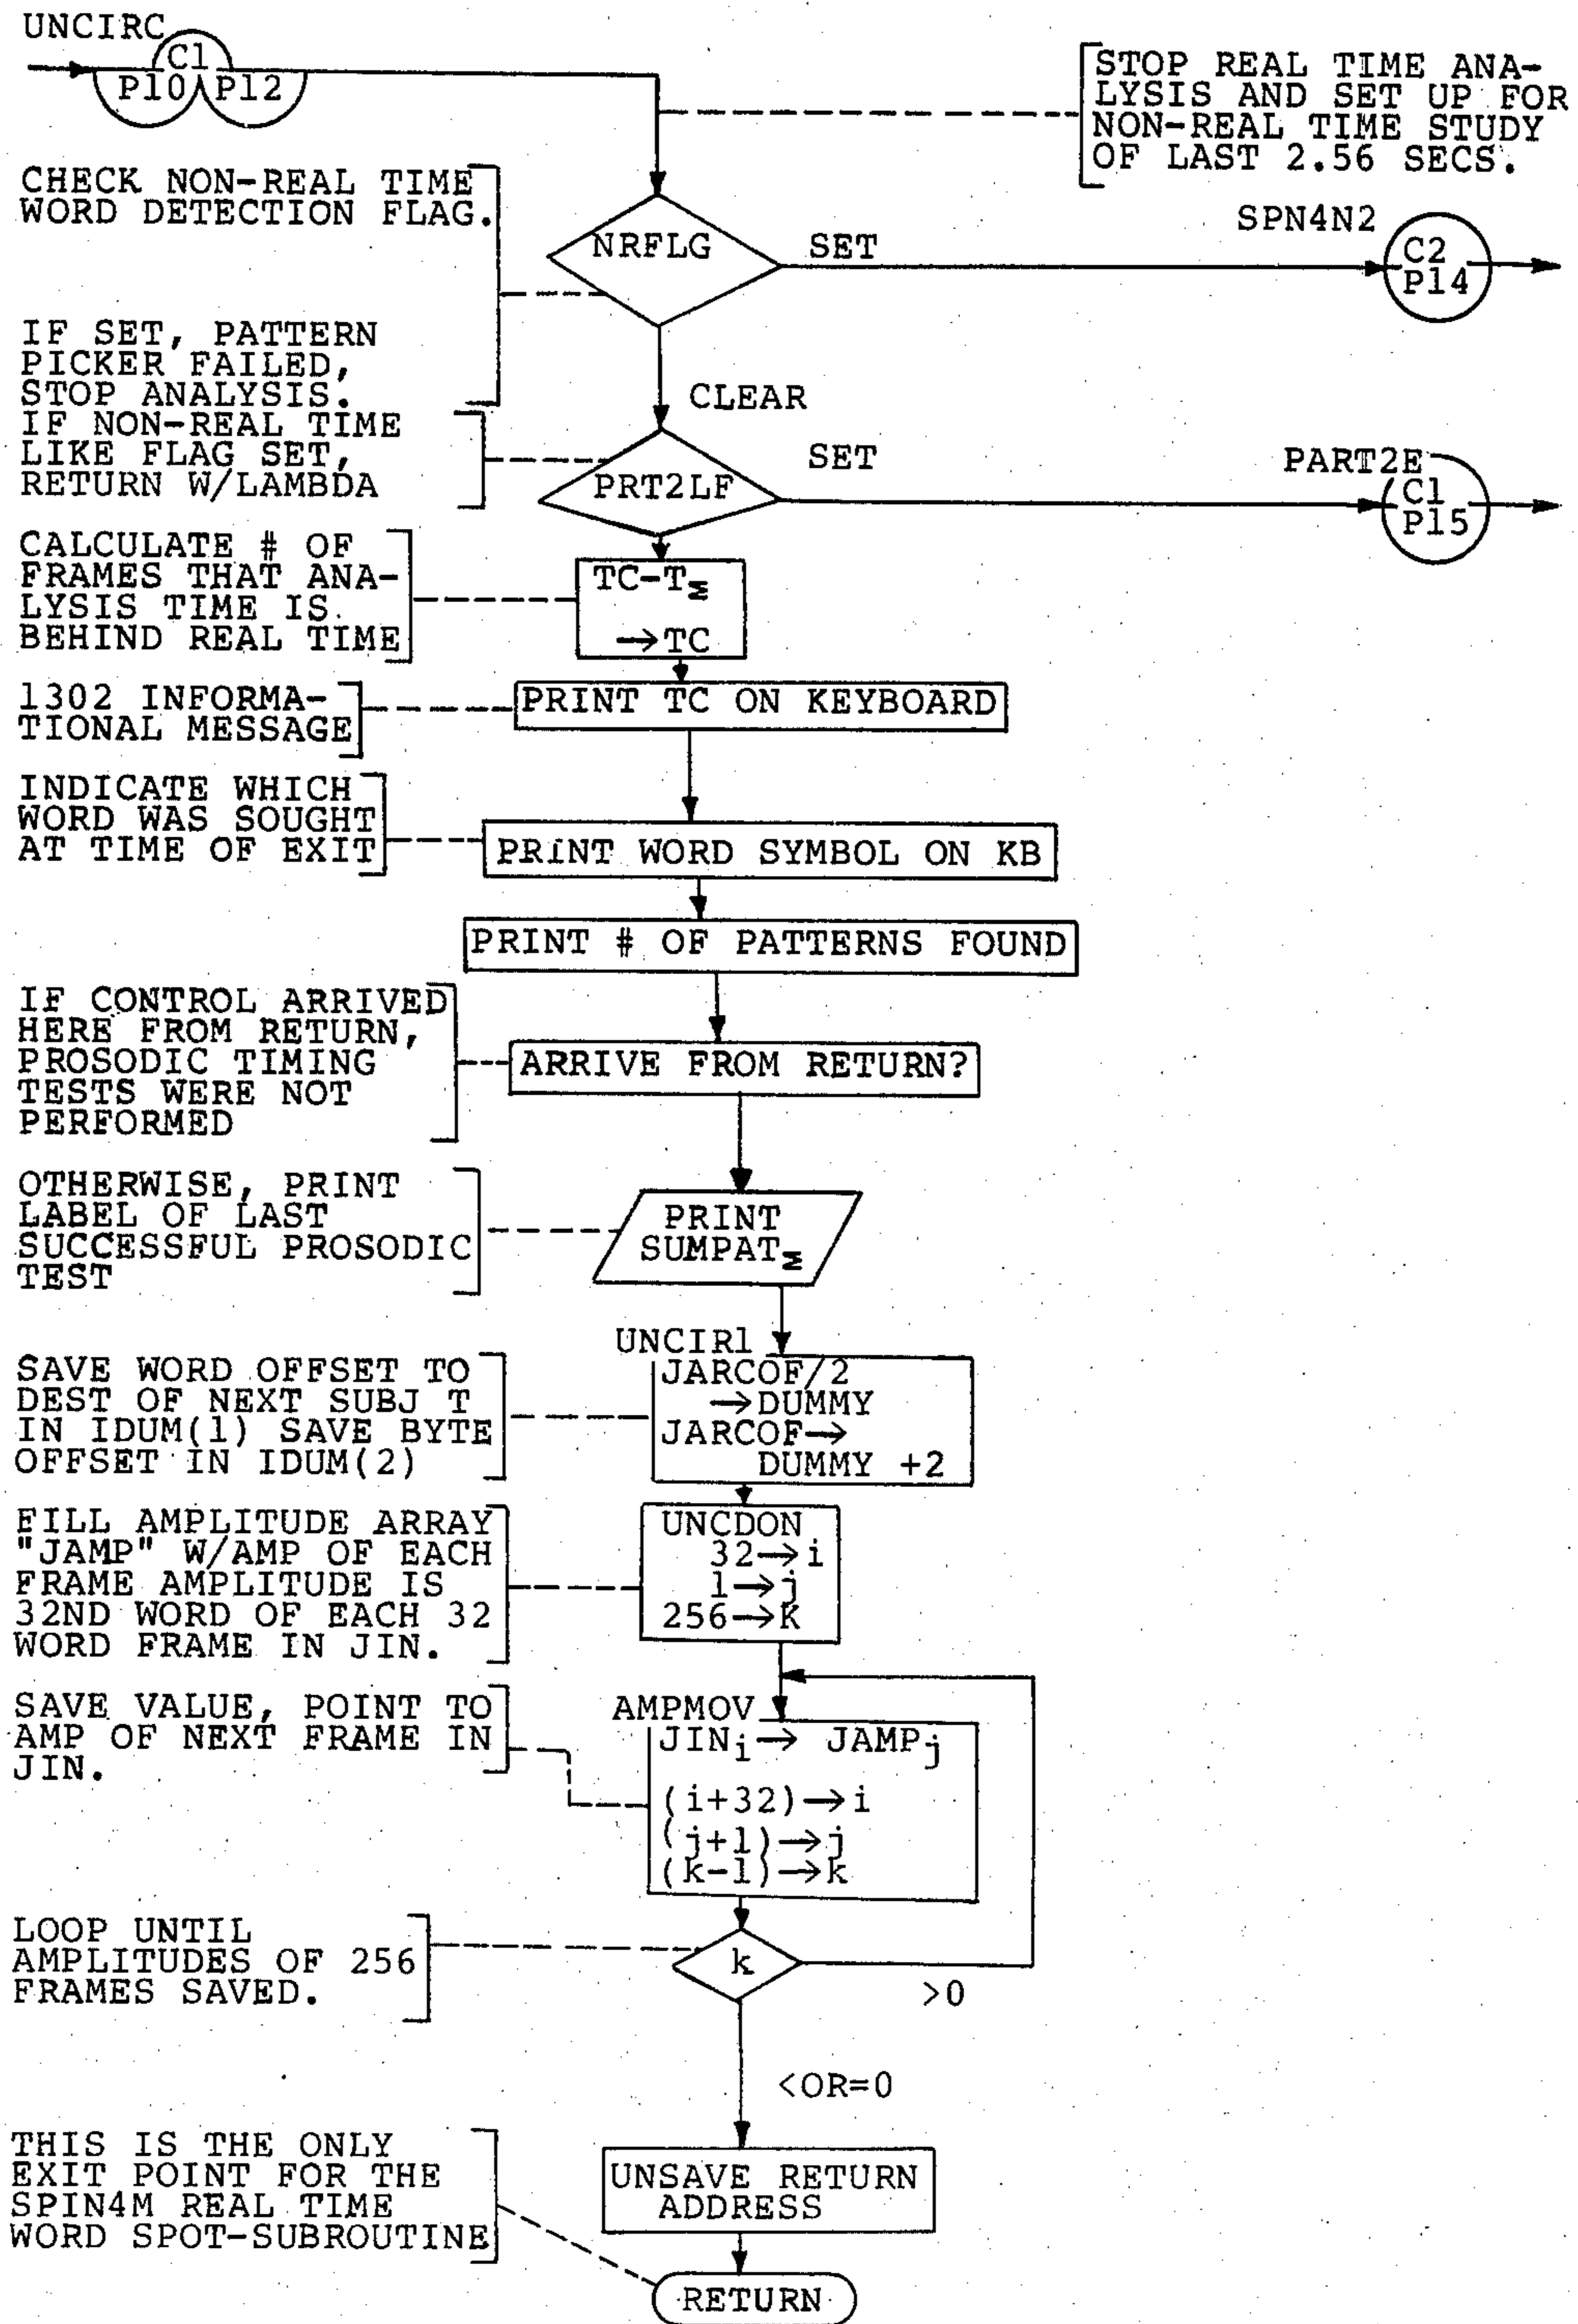 UNCIRC
C1
P10 P12
STOP REAL TIME ANA-
LYSIS AND SET UP FOR
NON-REAL TIME STUDY
OF LAST 2.56 SECS.
CHECK NON-REAL TIME
WORD DETECTION FLAG.
NRFLG
SET
SPN4N2
C2
P14
IF SET, PATTERN
PICKER FAILED,
STOP ANALYSIS.
CLEAR
IF NON-REAL TIME
LIKE FLAG SET,
RETURN W/LAMBDA
PRT2LF
SET
PART2E
C1
P15
CALCULATE # OF
FRAMES THAT ANA-
LYSIS TIME IS
BEHIND REAL TIME
TC-TM
→TC
1302 INFORMA-
TIONAL MESSAGE
PRINT TC ON KEYBOARD
INDICATE WHICH
WORD WAS SOUGHT
AT TIME OF EXIT
PRINT WORD SYMBOL ON KB
PRINT # OF PATTERNS FOUND
IF CONTROL ARRIVED
HERE FROM RETURN,
PROSODIC TIMING
TESTS WERE NOT
PERFORMED
ARRIVE FROM RETURN?
OTHERWISE, PRINT
LABEL OF LAST
SUCCESSFUL PROSODIC
TEST
PRINT
SUMPATM
UNCIR1
SAVE WORD OFFSET TO
DEST OF NEXT SUBJ T
IN IDUM(1) SAVE BYTE
OFFSET IN IDUM(2)
JARCOF/2
→DUMMY
JARCOF→
DUMMY +2
FILL AMPLITUDE ARRAY
"JAMP" W/AMP OF EACH
FRAME AMPLITUDE IS
32ND WORD OF EACH 32
WORD FRAME IN JIN.
UNCDON
32→i
1→j
256→K
SAVE VALUE, POINT TO
AMP OF NEXT FRAME IN
JIN.
AMPMOV
JINi→ JAMPj
(i+32)→i
(j+1)→j
(k-1)→k
LOOP UNTIL
AMPLITUDES OF 256
FRAMES SAVED.
k
>0
<OR=0
THIS IS THE ONLY
EXIT POINT FOR THE
SPIN4M REAL TIME
WORD SPOT-SUBROUTINE
UNSAVE RETURN
ADDRESS
RETURN